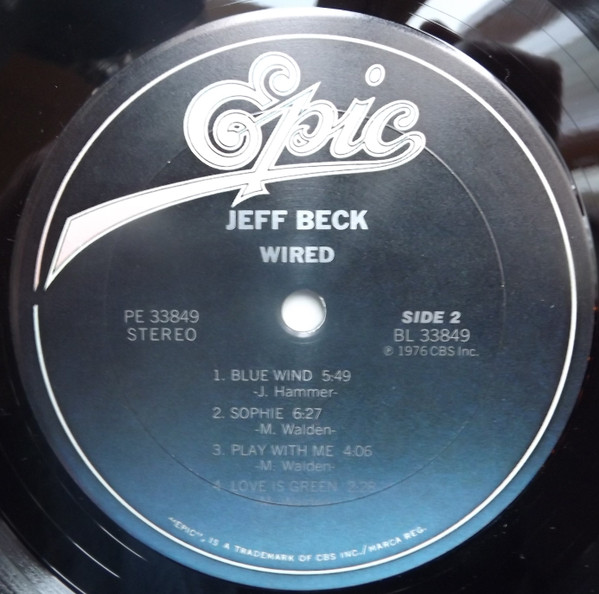 Epic
JEFF BECK
WIRED
PE 33849
STEREO
SIDE 2
BL 33849
℗ 1976 CBS Inc.
1. BLUE WIND 5:49
-J. Hammer-
2. SOPHIE 6:27
-M. Walden-
3. PLAY WITH ME 4:06
-M. Walden-
4. LOVE IS GREEN 2:26
"EPIC", IS A TRADEMARK OF CBS INC./MARCA REG.